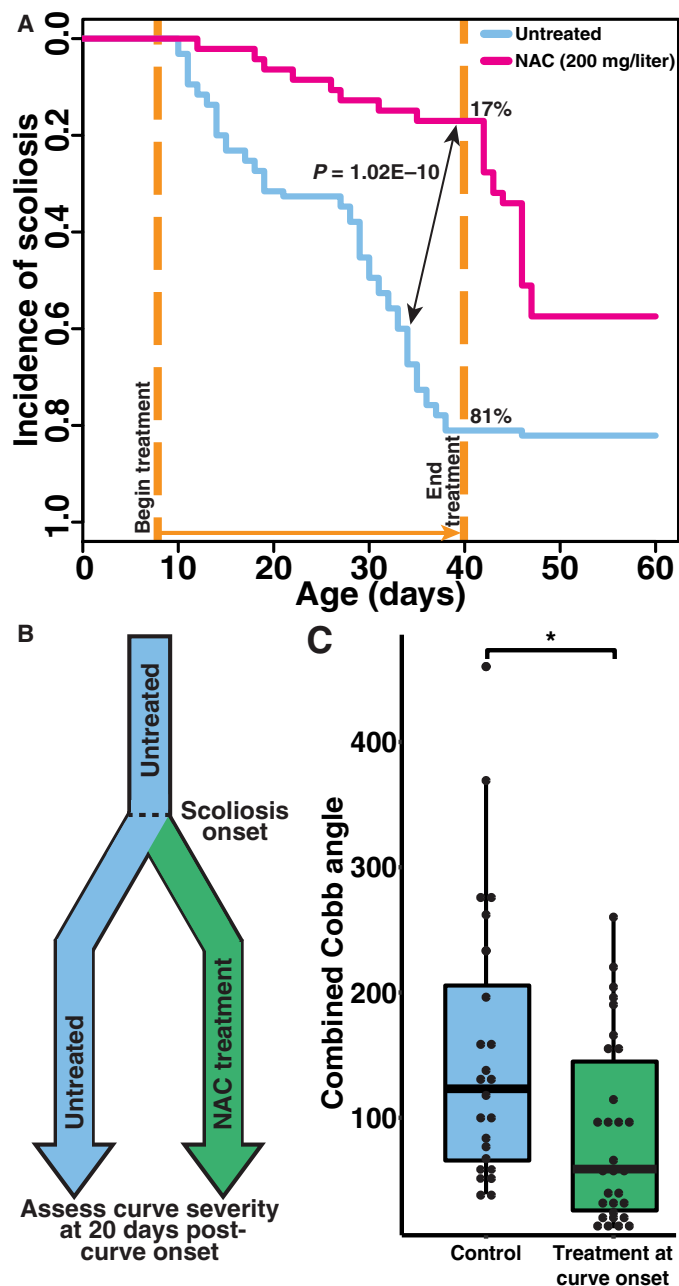 A
Untreated
NAC (200 mg/liter)
Incidence of scoliosis
0.0
0.2
0.4
0.6
0.8
1.0
17%
P = 1.02E–10
81%
Begin treatment
End
treatment
0
10
20
30
40
50
60
Age (days)
B
Untreated
Scoliosis
onset
Untreated
NAC treatment
Assess curve severity
at 20 days post-
curve onset
C
*
Combined Cobb angle
400
300
200
100
Control
Treatment at
curve onset